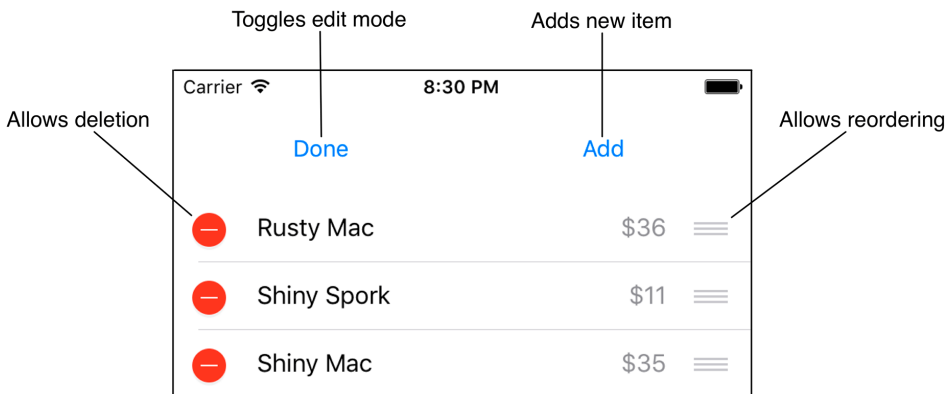 Toggles edit mode
Adds new item
Carrier 8:30 PM
Allows deletion
Allows reordering
Done Add
Rusty Mac $36
Shiny Spork $11
Shiny Mac $35